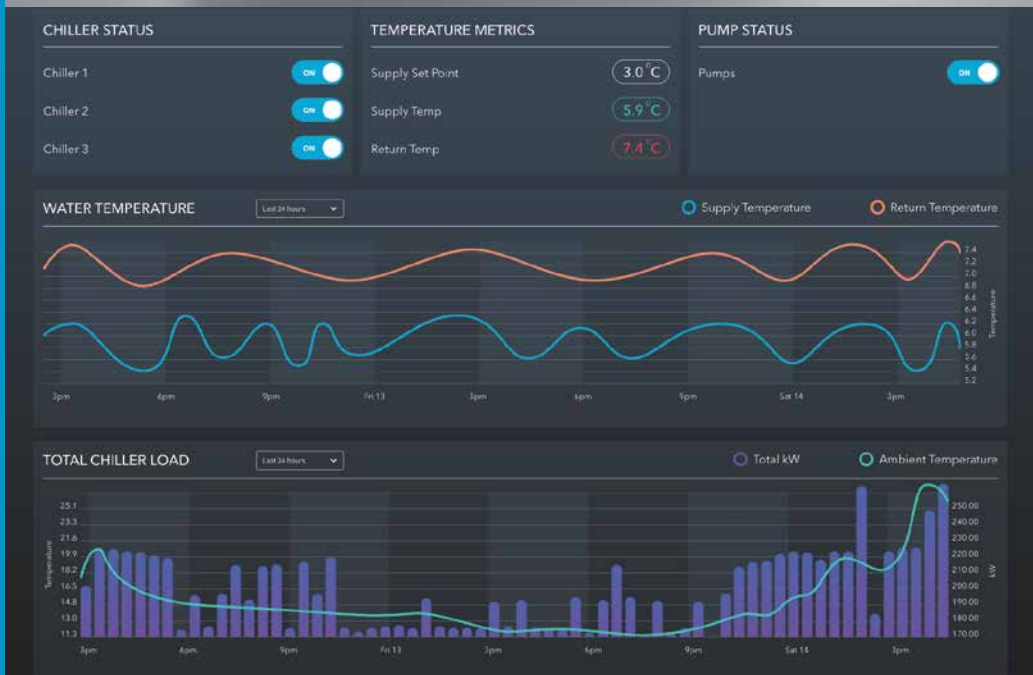 CHILLER STATUS
Chiller 1 ON
Chiller 2 ON
Chiller 3 ON
TEMPERATURE METRICS
Supply Set Point 3.0°C
Supply Temp 5.9°C
Return Temp 7.4°C
PUMP STATUS
Pumps ON
WATER TEMPERATURE Last 24 hours Supply Temperature Return Temperature
7.4
7.2
7.0
6.8
6.6
6.4
6.2
6.0
5.8
5.6
5.4
5.2
Temperature
3pm 6pm 9pm Fri 13 3pm 6pm 9pm Sat 14 3pm
TOTAL CHILLER LOAD Last 24 hours Total kW Ambient Temperature
Temperature
25.1
23.3
21.6
19.9
18.2
16.5
14.8
13.0
11.3
250.00
240.00
230.00
220.00
210.00
200.00
190.00
180.00
170.00
kW
3pm 6pm 9pm Fri 13 3pm 6pm 9pm Sat 14 3pm